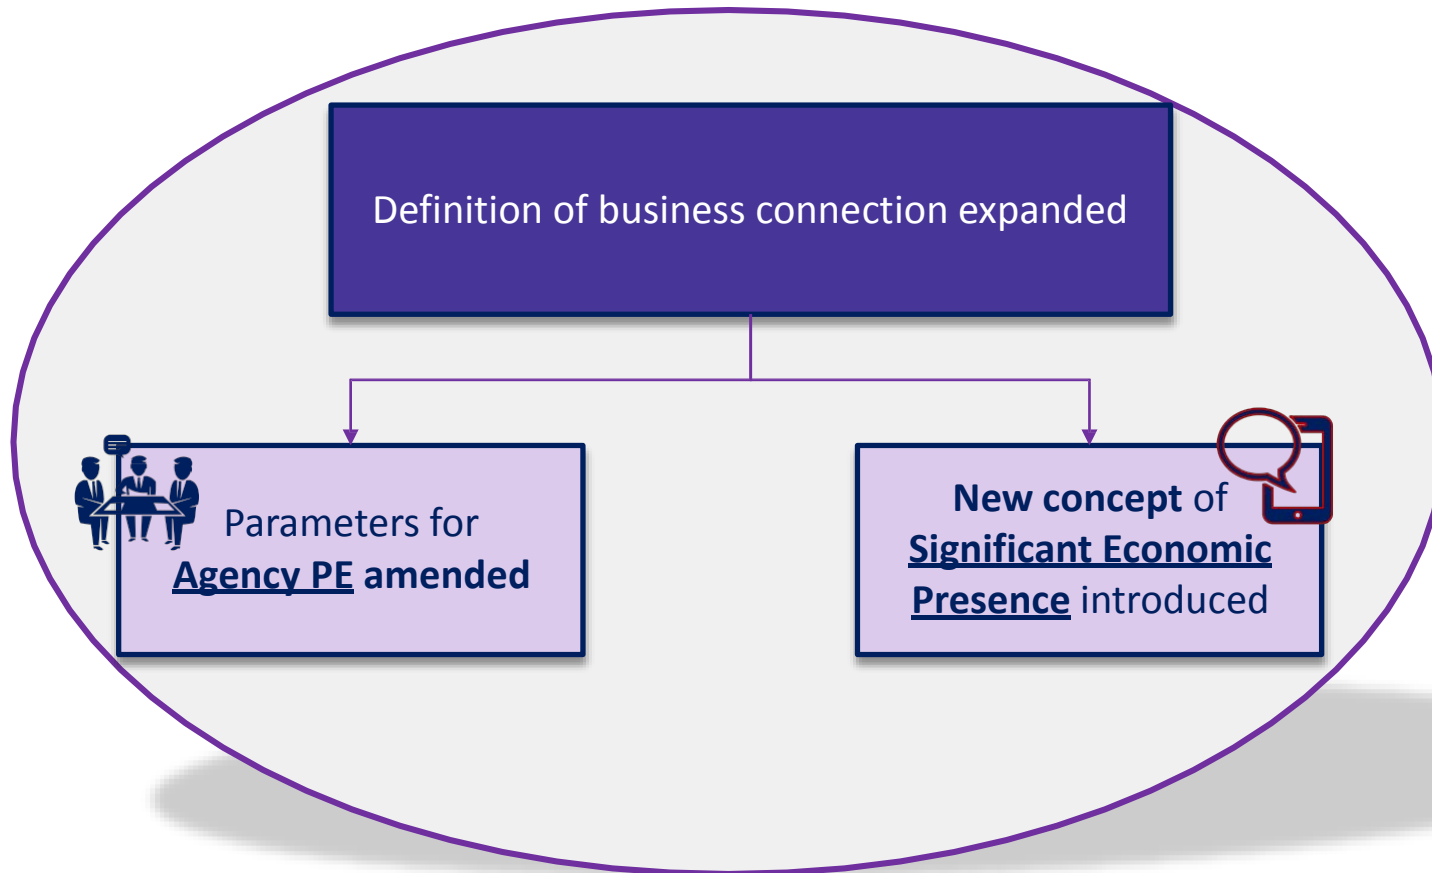 Definition of business connection expanded
Parameters for
Agency PE amended
New concept of
Significant Economic
Presence introduced